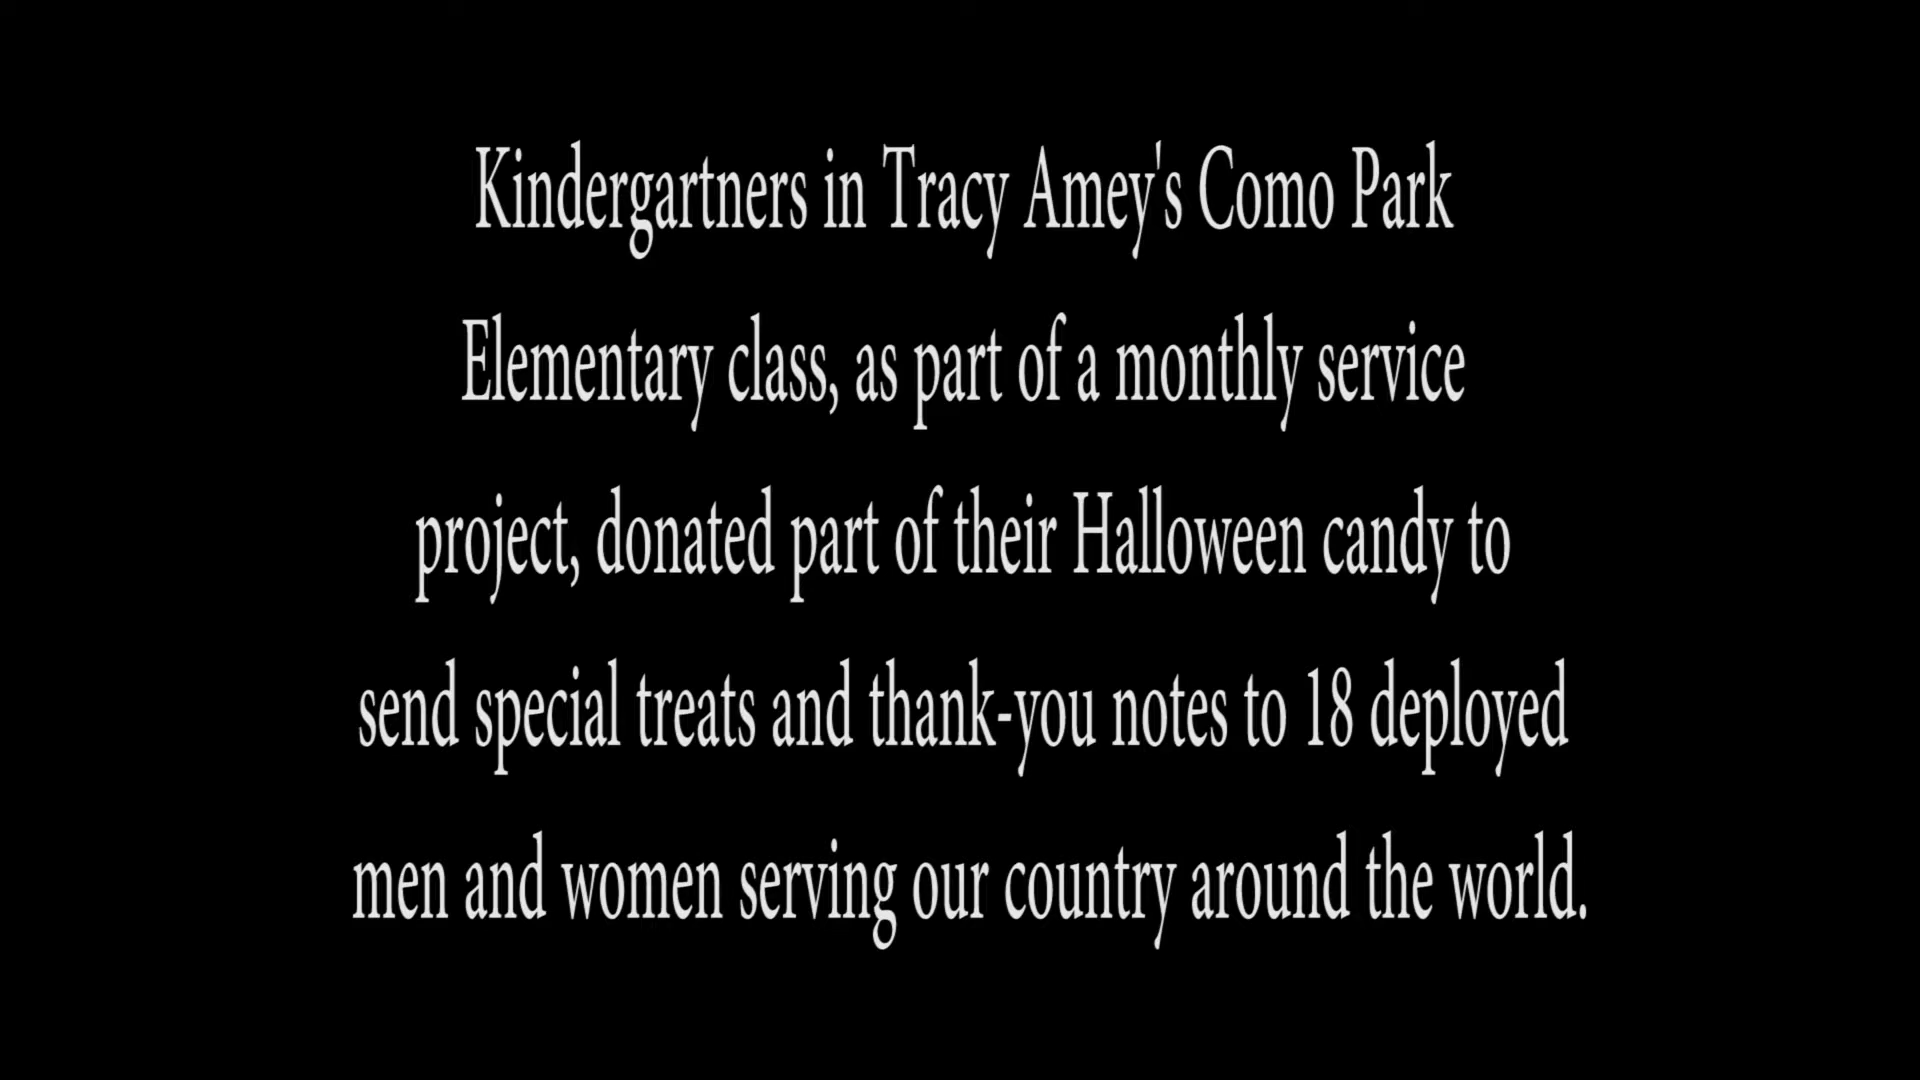 Kindergartners in Tracy Amey's Como Park
Elementary class, as part of a monthly service
project, donated part of their Halloween candy to
send special treats and thank-you notes to 18 deployed
men and women serving our country around the world.